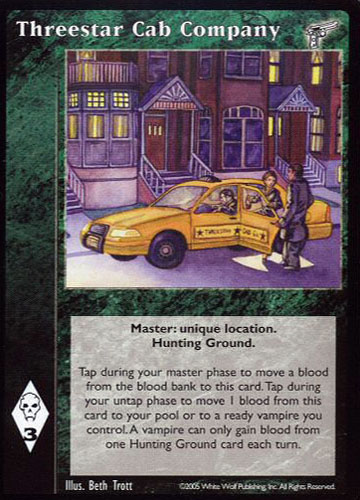 Threestar Cab Company
THREESTAR CAB Co.
Master: unique location.
Hunting Ground.
Tap during your master phase to move a blood
from the blood bank to this card. Tap during
your untap phase to move 1 blood from this
card to your pool or to a ready vampire you
control. A vampire can only gain blood from
one Hunting Ground card each turn.
3
Illus. Beth Trott
©2005 White Wolf Publishing, Inc. All Rights Reserved.